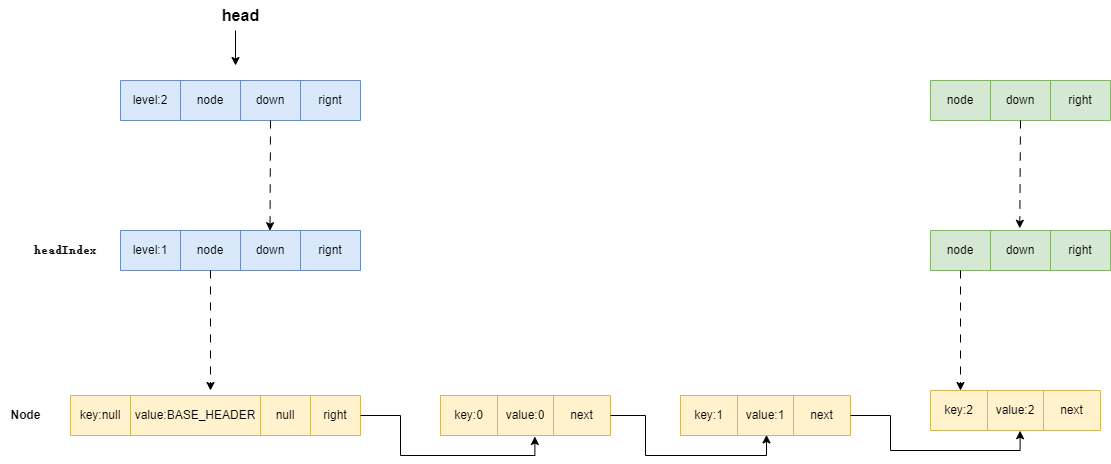 head
level:2 node down rignt node down right
headIndex level:1 node down rignt node down right
Node key:null value:BASE_HEADER null right key:0 value:0 next key:1 value:1 next key:2 value:2 next